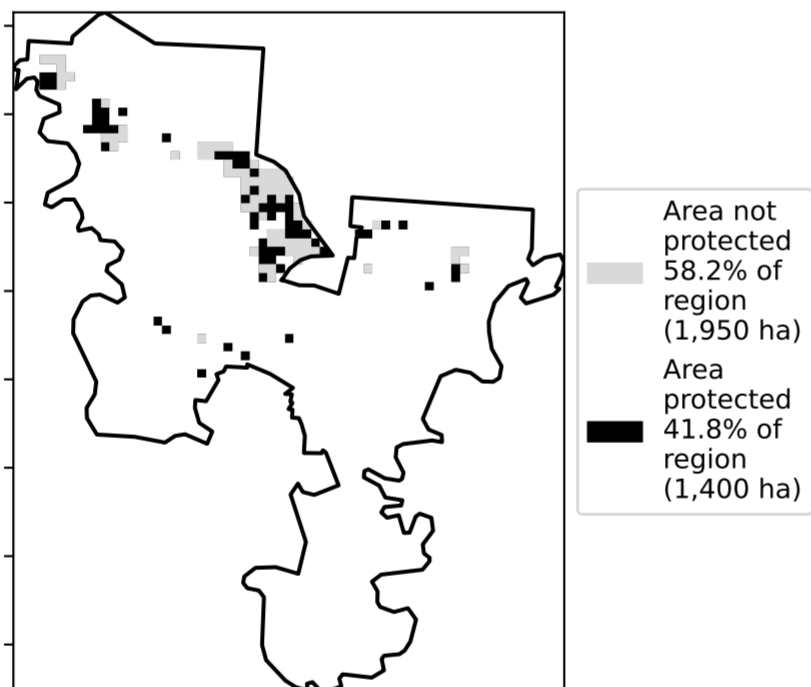 Area not
protected
58.2% of
region
(1,950 ha)
Area
protected
41.8% of
region
(1,400 ha)